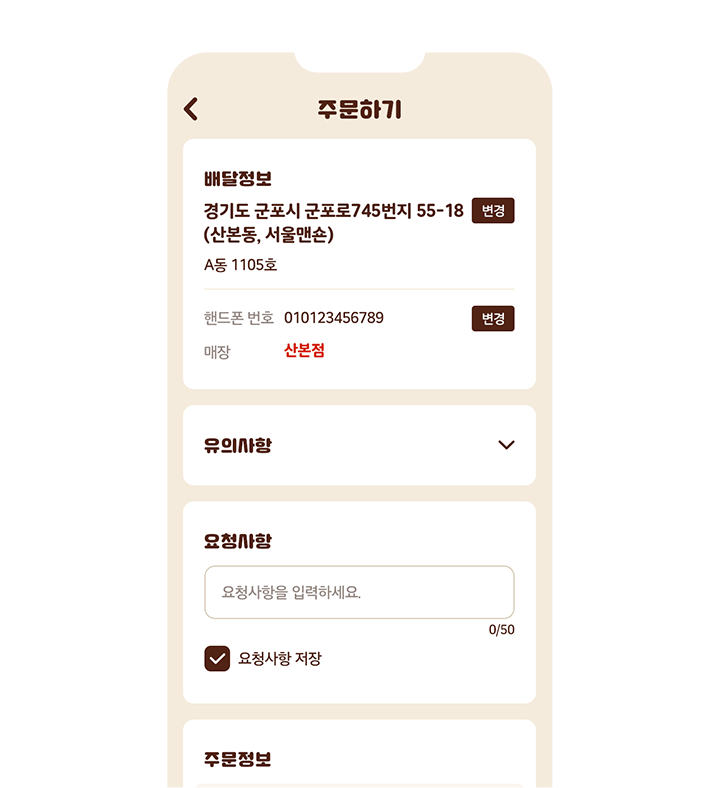 주문하기
배달정보
경기도 군포시 군포로745번지 55-18 변경
(산본동, 서울맨숀)
A동 1105호
핸드폰 번호 010123456789 변경
매장 산본점
유의사항
요청사항
요청사항을 입력하세요.
0/50
요청사항 저장
주문정보